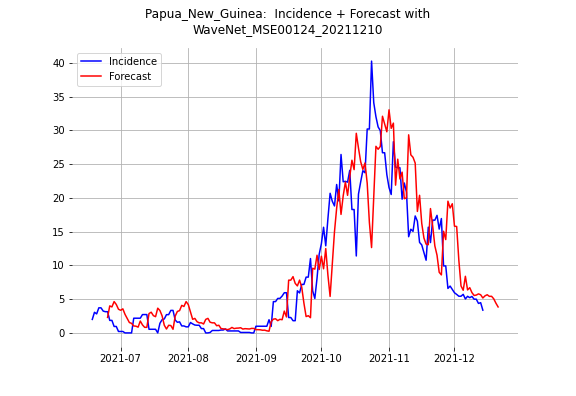 Papua_New_Guinea:  Incidence + Forecast with
WaveNet_MSE00124_20211210
Incidence
Forecast
40
35
30
25
20
15
10
5
0
2021-07 2021-08 2021-09 2021-10 2021-11 2021-12